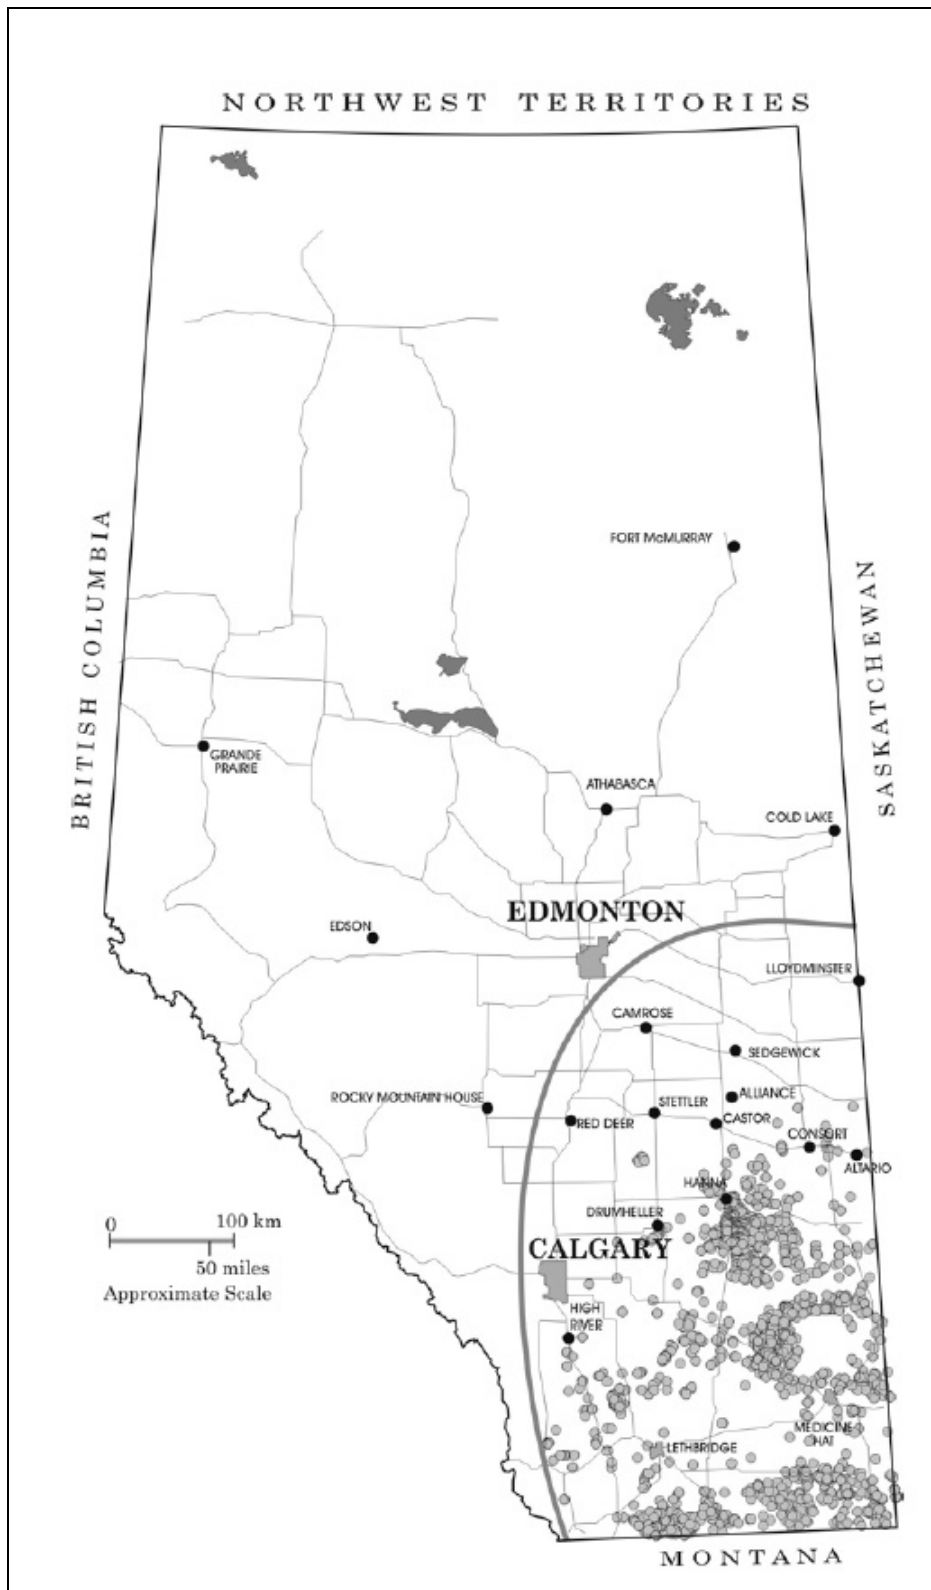 NORTHWEST TERRITORIES
FORT McMURRAY
BRITISH COLUMBIA
SASKATCHEWAN
GRANDE
PRAIRIE
ATHABASCA
COLD LAKE
EDMONTON
EDSON
LLOYDMINSTER
CAMROSE
SEDGEWICK
ROCKY MOUNTAIN HOUSE
ALLIANCE
STETTLER
RED DEER
CASTOR
CONSORT
ALTARIO
HANNA
DRUMHELLER
0
100 km
50 miles
Approximate Scale
CALGARY
HIGH
RIVER
MEDICINE
HAT
LETHBRIDGE
MONTANA